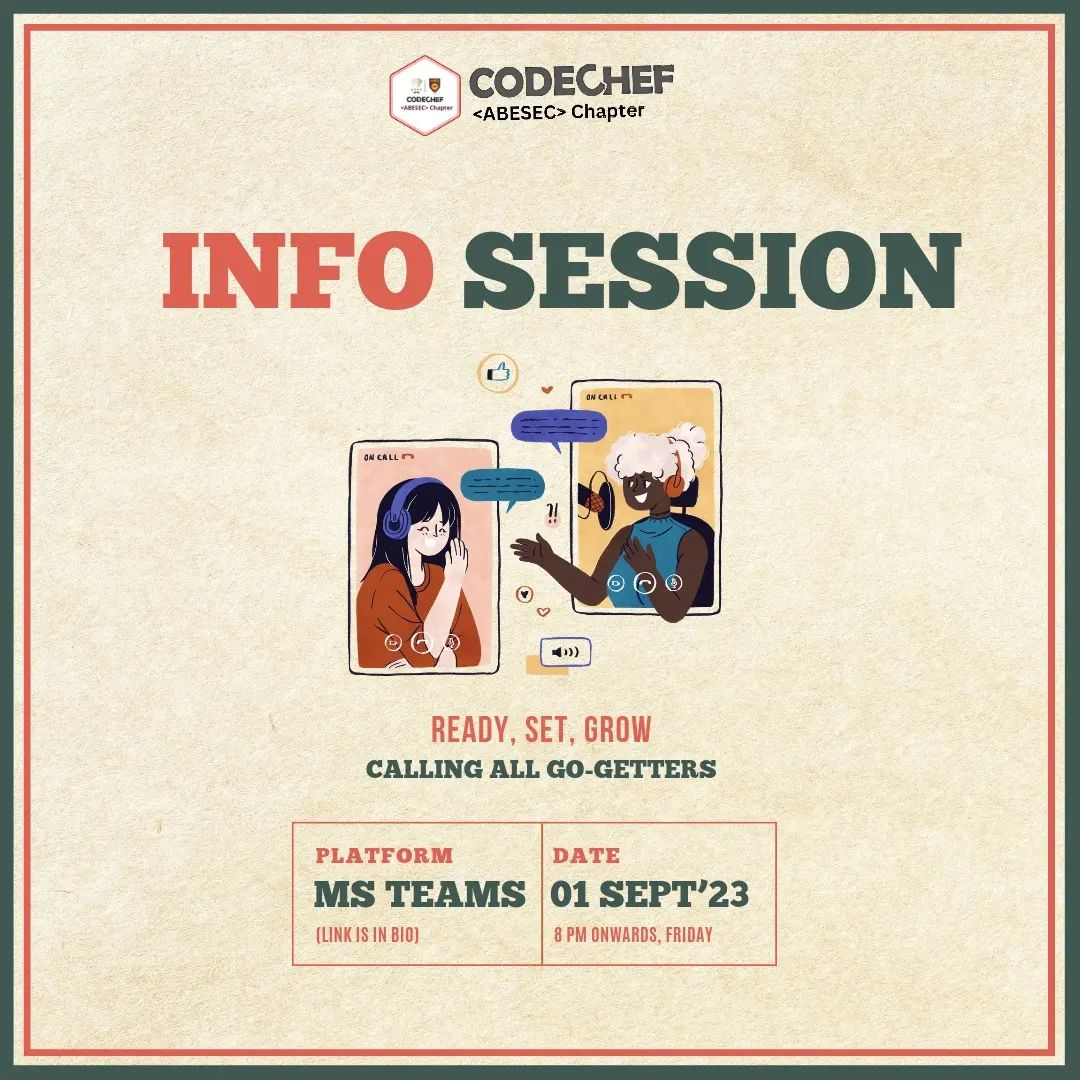 CODECHEF
<ABESEC> Chapter
CODECHEF
<ABESEC> Chapter
INFO SESSION
ON CALL
ON CALL
?!
READY, SET, GROW
CALLING ALL GO-GETTERS
PLATFORM
MS TEAMS
(LINK IS IN BIO)
DATE
01 SEPT’23
8 PM ONWARDS, FRIDAY